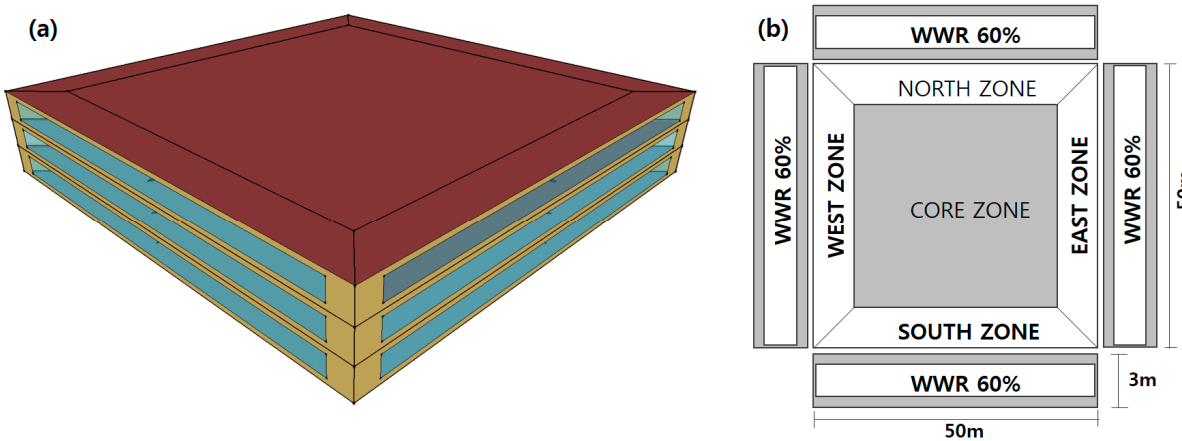 (a)
(b)
WWR 60%
NORTH ZONE
WWR 60%
WEST ZONE
CORE ZONE
EAST ZONE
WWR 60%
50m
SOUTH ZONE
WWR 60%
3m
50m